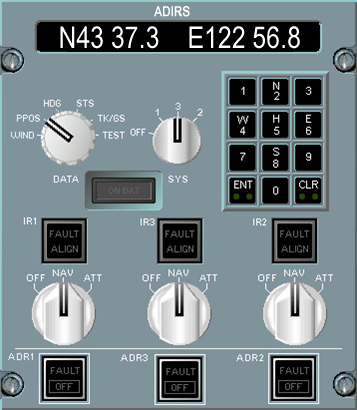 ADIRS
N43 37.3 E122 56.8
HDG STS
PPOS TK/GS
WIND TEST
DATA
1 3 2
OFF
SYS
ON BAT
1 N 2 3
W 4 H 5 E 6
7 S 8 9
ENT 0 CLR
IR1 FAULT ALIGN
IR3 FAULT ALIGN
IR2 FAULT ALIGN
OFF NAV ATT
OFF NAV ATT
OFF NAV ATT
ADR1 FAULT OFF
ADR3 FAULT OFF
ADR2 FAULT OFF